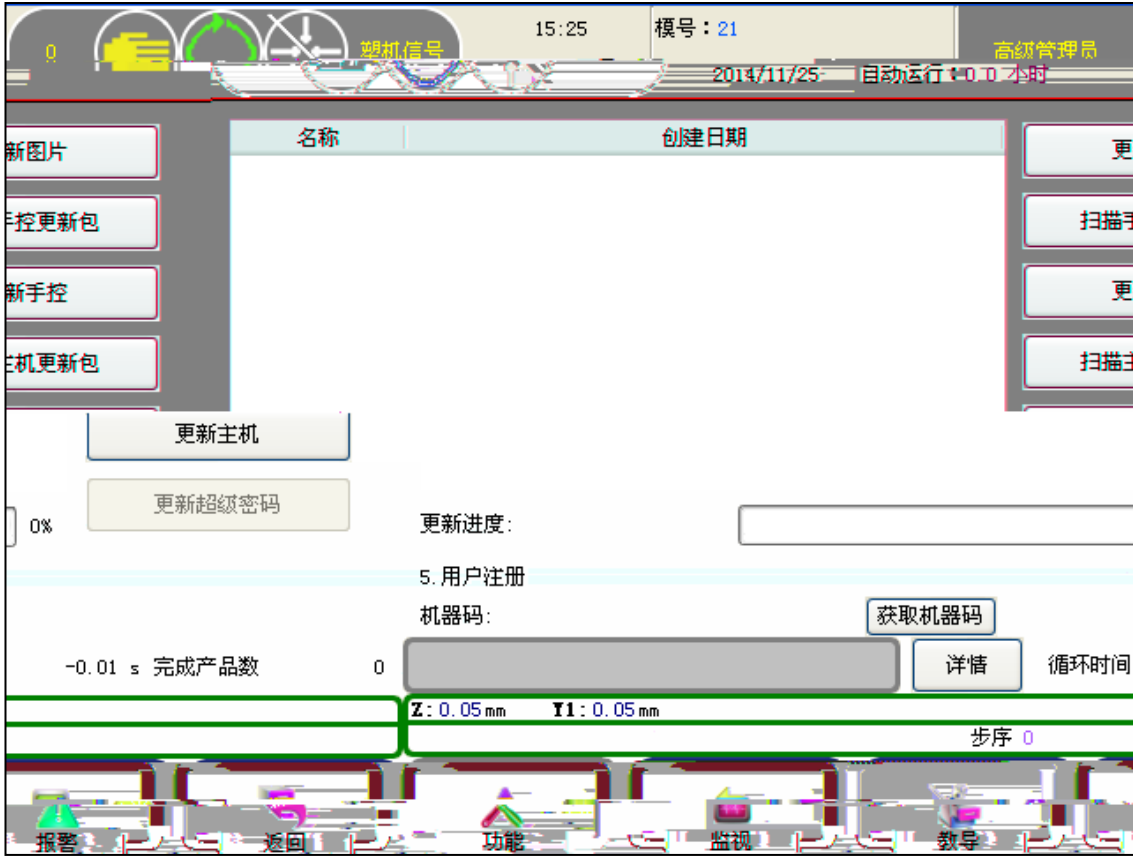 0 塑机信号 15:25 模号：21 高级管理员
2014/11/25 自动运行：0.0 小时
名称 创建日期
新图片 更
手控更新包 扫描手
新手控 更
主机更新包 扫描主
更新主机
更新超级密码
0% 更新进度:
5.用户注册
机器码: 获取机器码
-0.01 s 完成产品数 0 详情 循环时间
Z:0.05mm Y1:0.05mm
步序 0
报警 返回 功能 监视 教导